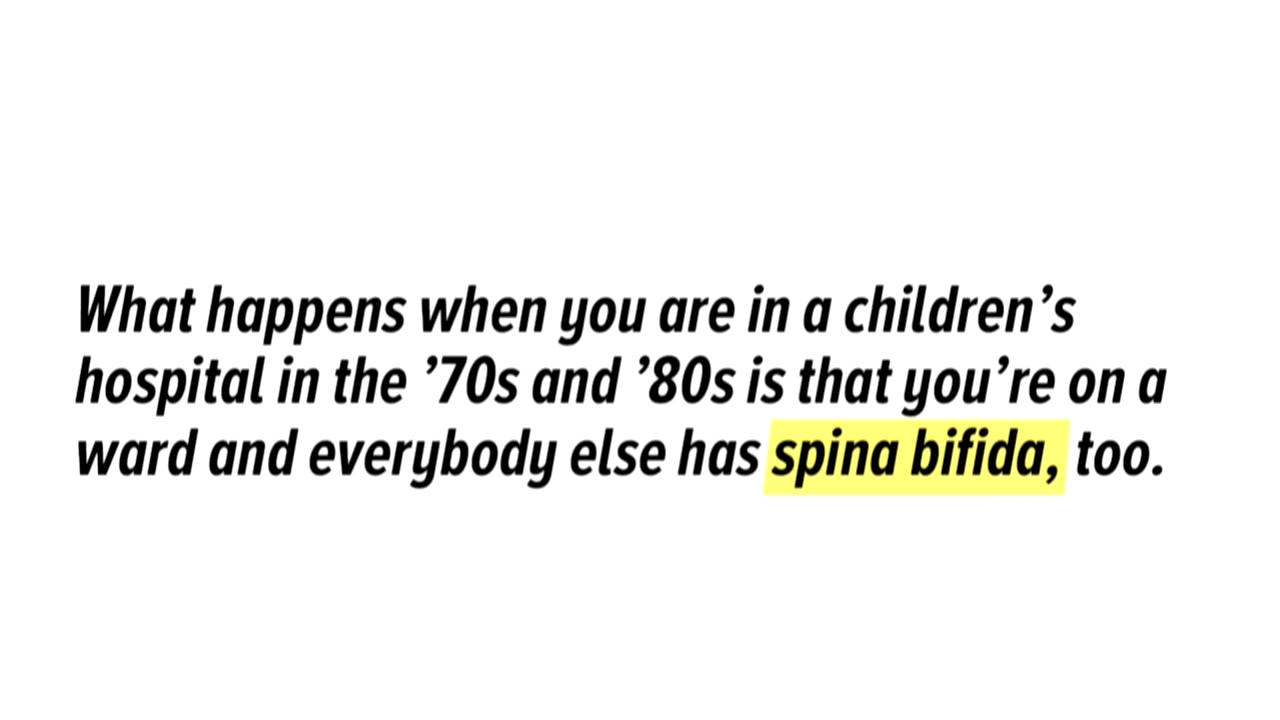 What happens when you are in a children’s
hospital in the ’70s and ’80s is that you’re on a
ward and everybody else has spina bifida, too.